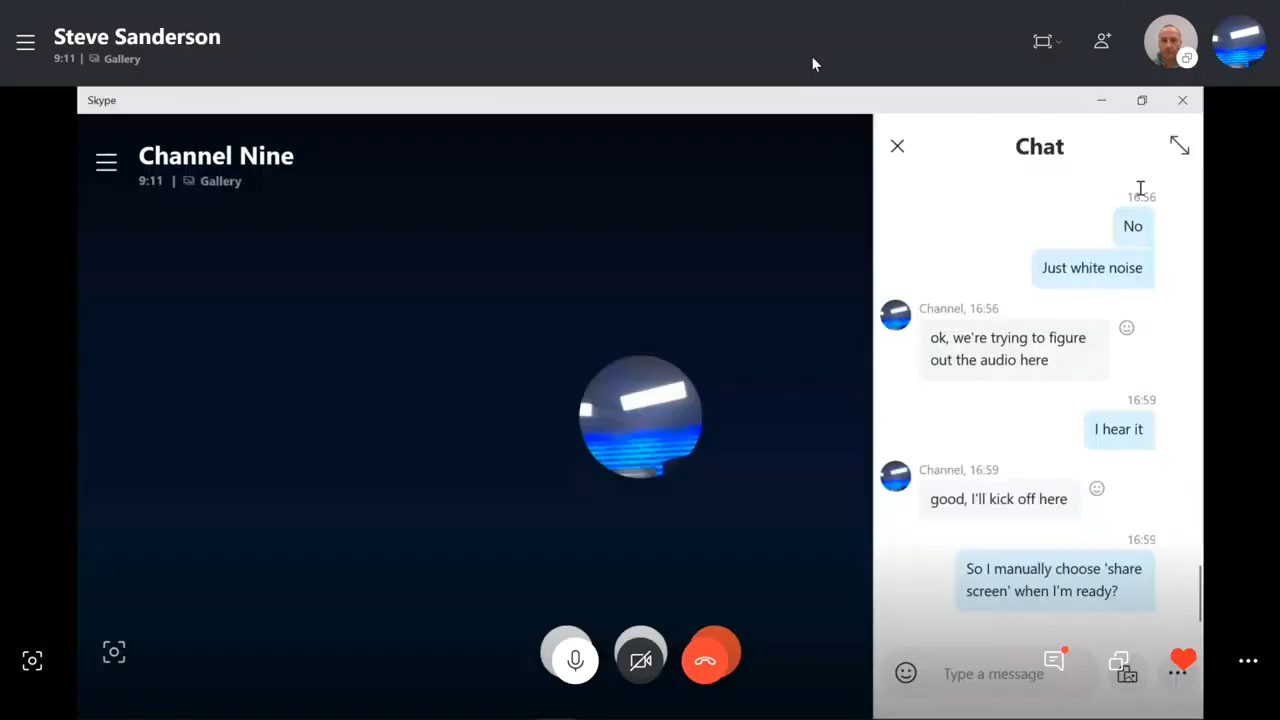 Steve Sanderson
9:11 | Gallery
Skype
Channel Nine
9:11 | Gallery
Chat
16:56
No
Just white noise
Channel, 16:56
ok, we're trying to figure
out the audio here
16:59
I hear it
Channel, 16:59
good, I'll kick off here
16:59
So I manually choose 'share
screen' when I'm ready?
Type a message